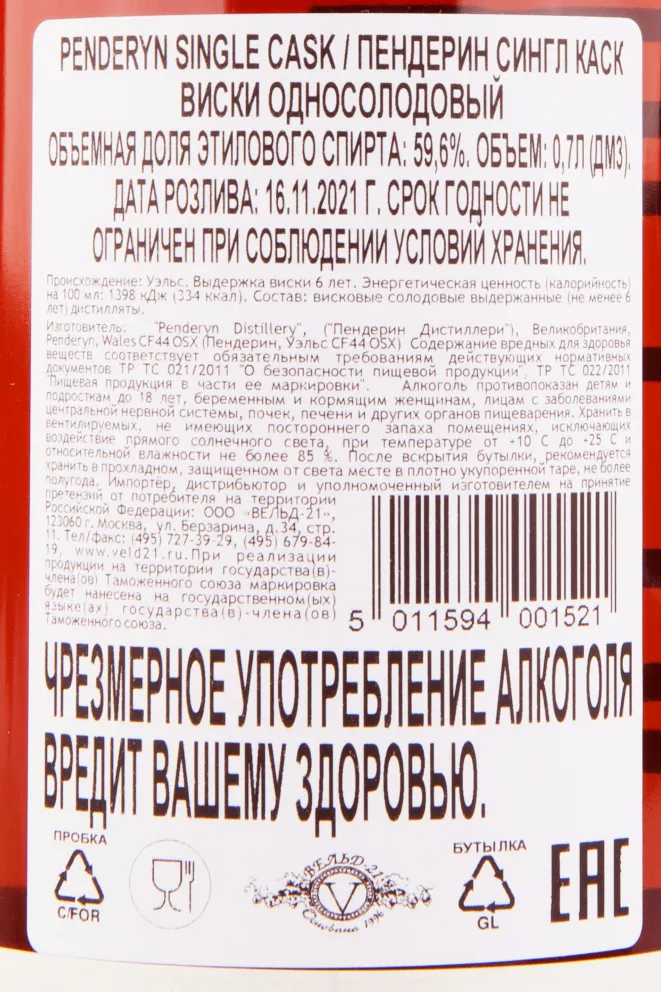 PENDERYN SINGLE CASK / ПЕНДЕРИН СИНГЛ КАСК
ВИСКИ ОДНОСОЛОДОВЫЙ
ОБЪЕМНАЯ ДОЛЯ ЭТИЛОВОГО СПИРТА: 59,6%. ОБЪЕМ: 0,7Л (ДМ3).
ДАТА РОЗЛИВА: 16.11.2021 Г. СРОК ГОДНОСТИ НЕ
ОГРАНИЧЕН ПРИ СОБЛЮДЕНИИ УСЛОВИЙ ХРАНЕНИЯ.
Происхождение: Уэльс. Выдержка виски 6 лет. Энергетическая ценность (калорийность)
на 100 мл: 1398 кДж (334 ккал). Состав: висковые солодовые выдержанные (не менее 6
лет) дистилляты.
Изготовитель: "Penderyn Distillery", ("Пендерин Дистиллери"), Великобритания,
Penderyn, Wales CF44 OSX (Пендерин, Уэльс CF44 OSX) Содержание вредных для здоровья
веществ соответствует обязательным требованиям действующих нормативных
документов ТР ТС 021/2011 "О безопасности пищевой продукции", ТР ТС 022/2011
"Пищевая продукция в части ее маркировки". Алкоголь противопоказан детям и
подросткам до 18 лет, беременным и кормящим женщинам, лицам с заболеваниями
центральной нервной системы, почек, печени и других органов пищеварения. Хранить в
вентилируемых, не имеющих постороннего запаха помещениях, исключающих
воздействие прямого солнечного света, при температуре от +10 С до +25 С и
относительной влажности не более 85 %. После вскрытия бутылки, рекомендуется
хранить в прохладном, защищенном от света месте в плотно укупоренной таре, не более
полугода. Импортёр, дистрибьютор и уполномоченный изготовителем на принятие
претензий от потребителя на территории
Российской Федерации: ООО «ВЕЛЬД-21»,
123060 г. Москва, ул. Берзарина, д.34, стр.
11. Тел/факс: (495) 727-39-29, (495) 679-84-
19, www.veld21.ru.При реализации
продукции на территории государства(в)-
члена(ов) Таможенного союза маркировка
будет нанесена на государственном(ых)
языке(ах) государства(в)-члена(ов)
Таможенного союза.
5 011594 001521
ЧРЕЗМЕРНОЕ УПОТРЕБЛЕНИЕ АЛКОГОЛЯ
ВРЕДИТ ВАШЕМУ ЗДОРОВЬЮ.
ПРОБКА
C/FOR
ВЕЛЬД-21
V
Основана 1996
БУТЫЛКА
GL
EAC